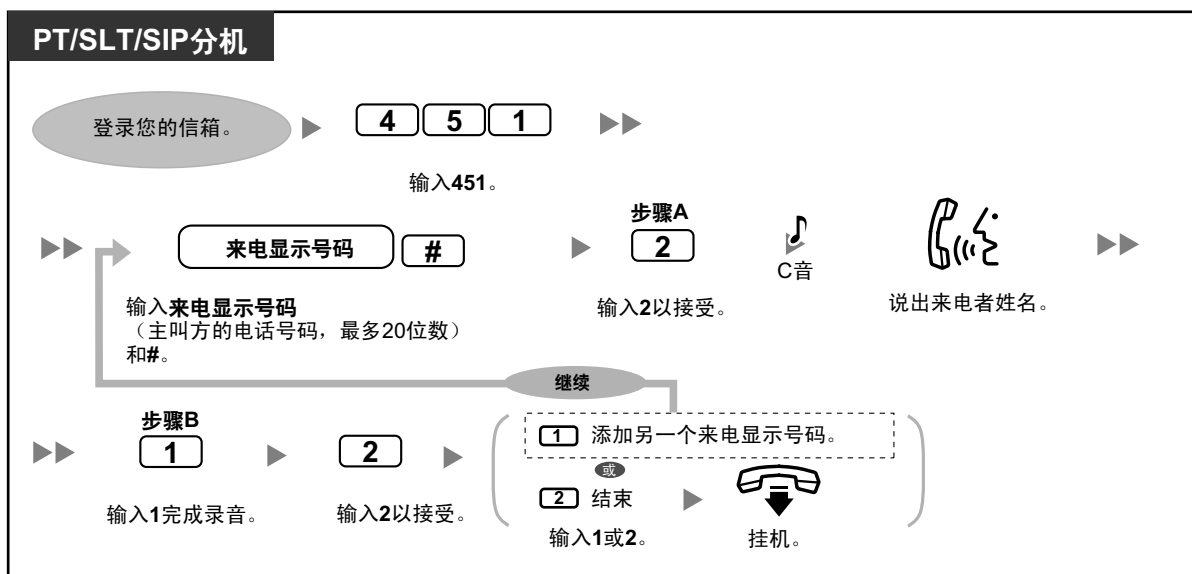 PT/SLT/SIP分机
登录您的信箱。
4 5 1
输入451。
来电显示号码 #
输入来电显示号码
（主叫方的电话号码，最多20位数）
和#。
步骤A
2
输入2以接受。
C音
说出来电者姓名。
继续
步骤B
1
输入1完成录音。
2
输入2以接受。
1 添加另一个来电显示号码。
或
2 结束
输入1或2。
挂机。